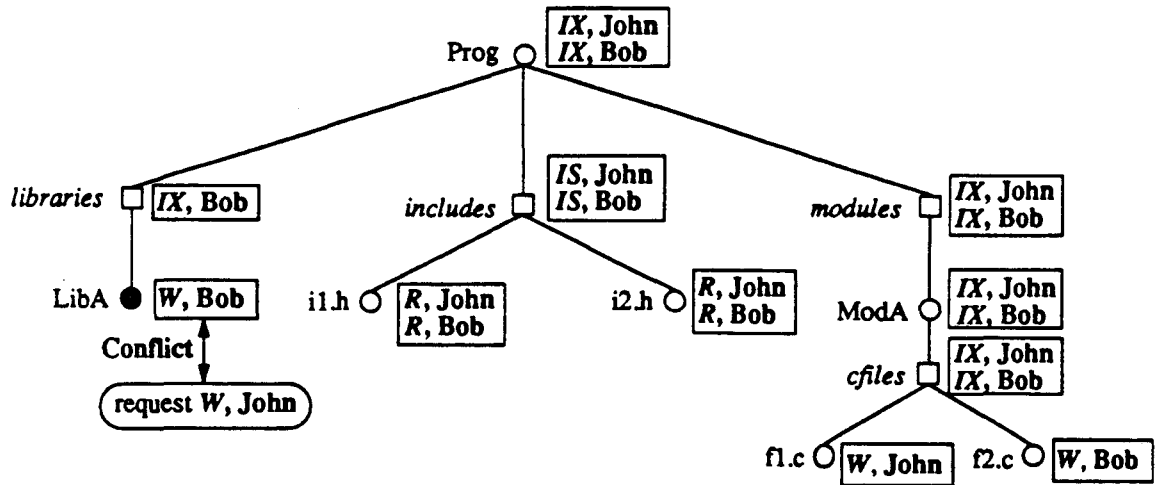 Prog
IX, John
IX, Bob
libraries
IX, Bob
includes
IS, John
IS, Bob
modules
IX, John
IX, Bob
LibA
W, Bob
i1.h
R, John
R, Bob
i2.h
R, John
R, Bob
ModA
IX, John
IX, Bob
Conflict
request W, John
cfiles
IX, John
IX, Bob
f1.c
W, John
f2.c
W, Bob